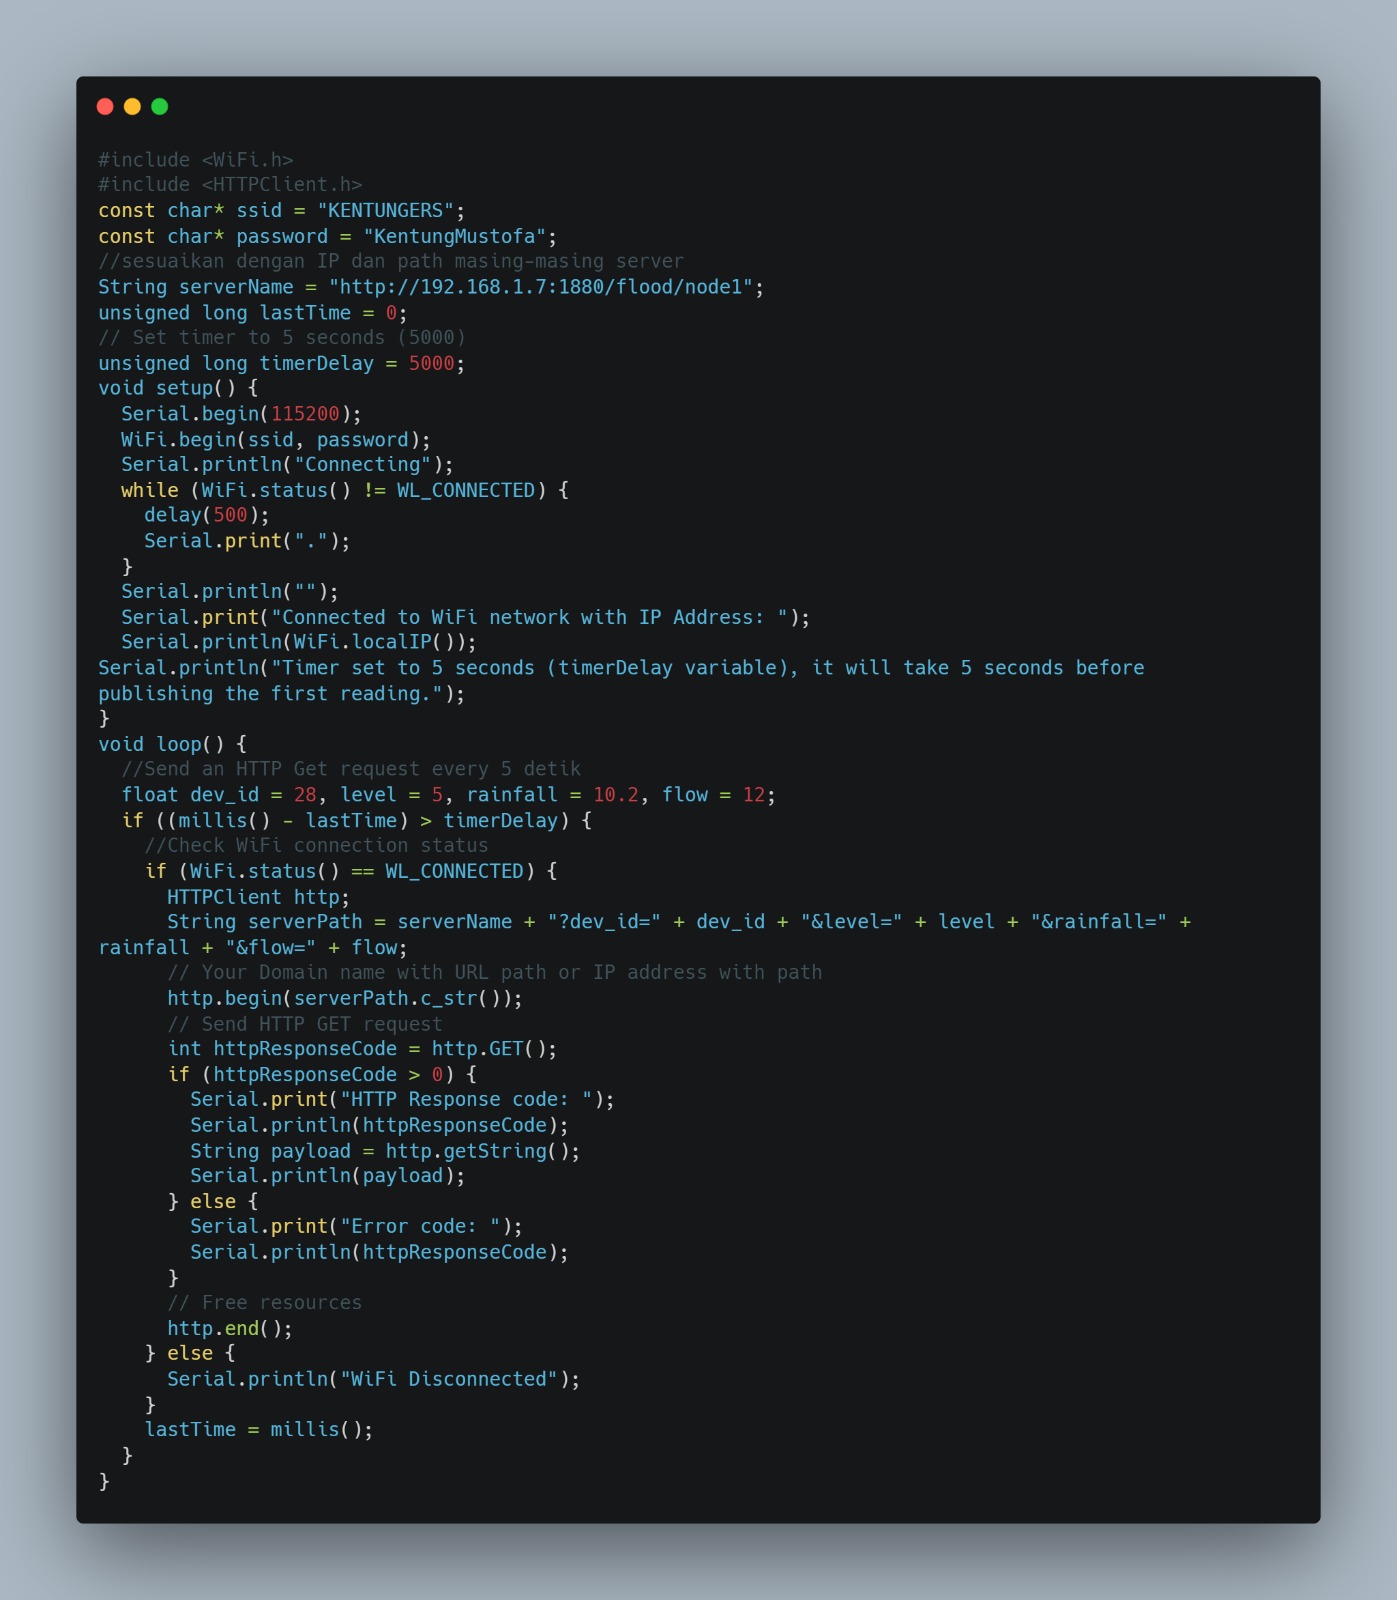 #include <WiFi.h>
#include <HTTPClient.h>
const char* ssid = "KENTUNGERS";
const char* password = "KentungMustofa";
//sesuaikan dengan IP dan path masing-masing server
String serverName = "http://192.168.1.7:1880/flood/node1";
unsigned long lastTime = 0;
// Set timer to 5 seconds (5000)
unsigned long timerDelay = 5000;
void setup() {
  Serial.begin(115200);
  WiFi.begin(ssid, password);
  Serial.println("Connecting");
  while (WiFi.status() != WL_CONNECTED) {
    delay(500);
    Serial.print(".");
  }
  Serial.println("");
  Serial.print("Connected to WiFi network with IP Address: ");
  Serial.println(WiFi.localIP());
Serial.println("Timer set to 5 seconds (timerDelay variable), it will take 5 seconds before
publishing the first reading.");
}
void loop() {
  //Send an HTTP Get request every 5 detik
  float dev_id = 28, level = 5, rainfall = 10.2, flow = 12;
  if ((millis() - lastTime) > timerDelay) {
    //Check WiFi connection status
    if (WiFi.status() == WL_CONNECTED) {
      HTTPClient http;
      String serverPath = serverName + "?dev_id=" + dev_id + "&level=" + level + "&rainfall=" +
rainfall + "&flow=" + flow;
      // Your Domain name with URL path or IP address with path
      http.begin(serverPath.c_str());
      // Send HTTP GET request
      int httpResponseCode = http.GET();
      if (httpResponseCode > 0) {
        Serial.print("HTTP Response code: ");
        Serial.println(httpResponseCode);
        String payload = http.getString();
        Serial.println(payload);
      } else {
        Serial.print("Error code: ");
        Serial.println(httpResponseCode);
      }
      // Free resources
      http.end();
    } else {
      Serial.println("WiFi Disconnected");
    }
    lastTime = millis();
  }
}